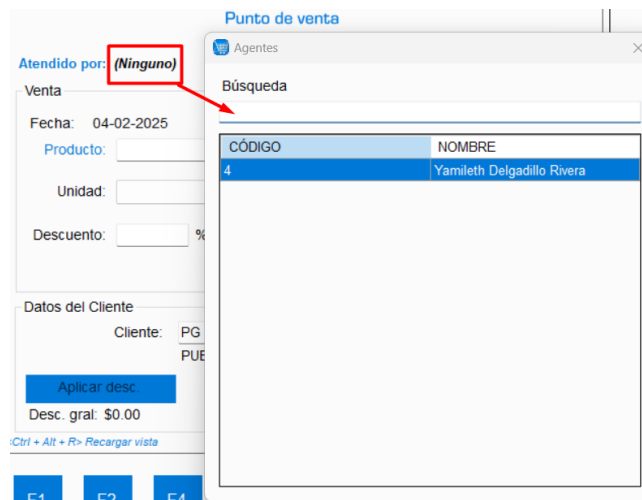 Punto de venta
Agentes
Atendido por: (Ninguno)
Búsqueda
Venta
Fecha: 04-02-2025
Producto:
CÓDIGO NOMBRE
4 Yamileth Delgadillo Rivera
Unidad:
Descuento: %
Datos del Cliente
Cliente: PG
Aplicar desc.
Desc. gral: $0.00
Ctrl + Alt + R> Recargar vista
F1 F2 F4